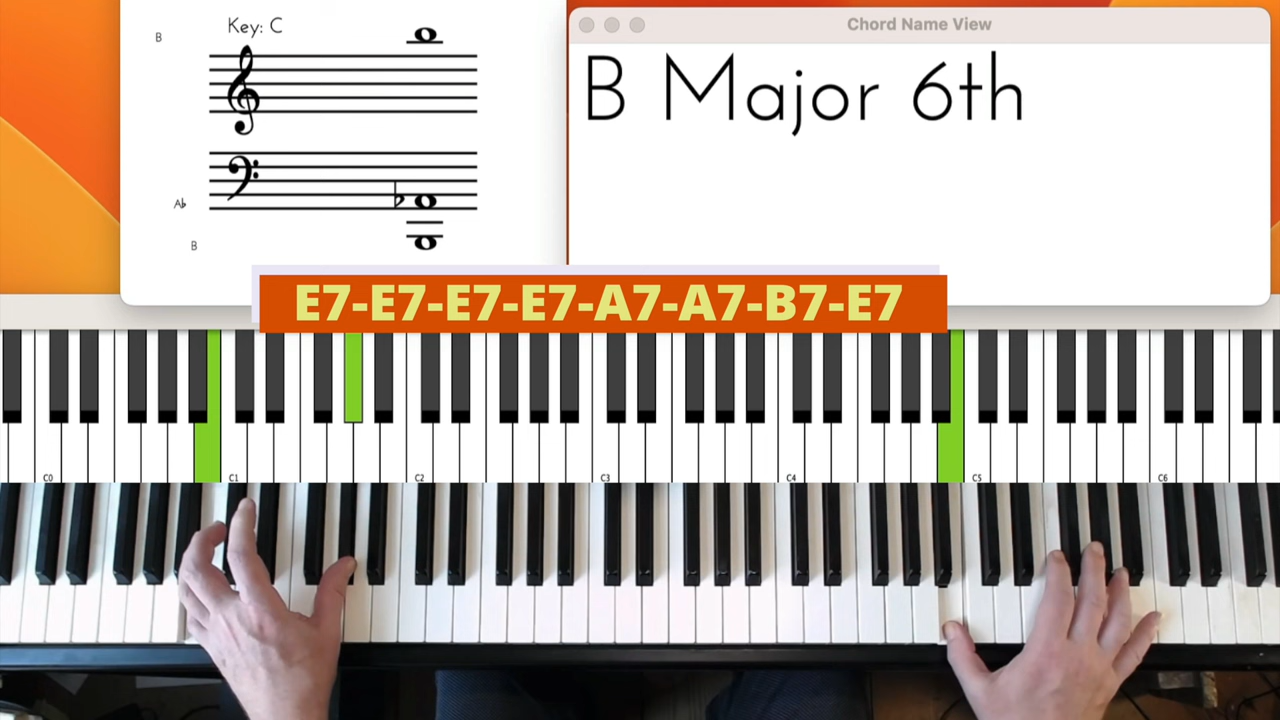 Key: C
B
Ab
B
Chord Name View
B Major 6th
E7-E7-E7-E7-A7-A7-B7-E7
C0 C1 C2 C3 C4 C5 C6